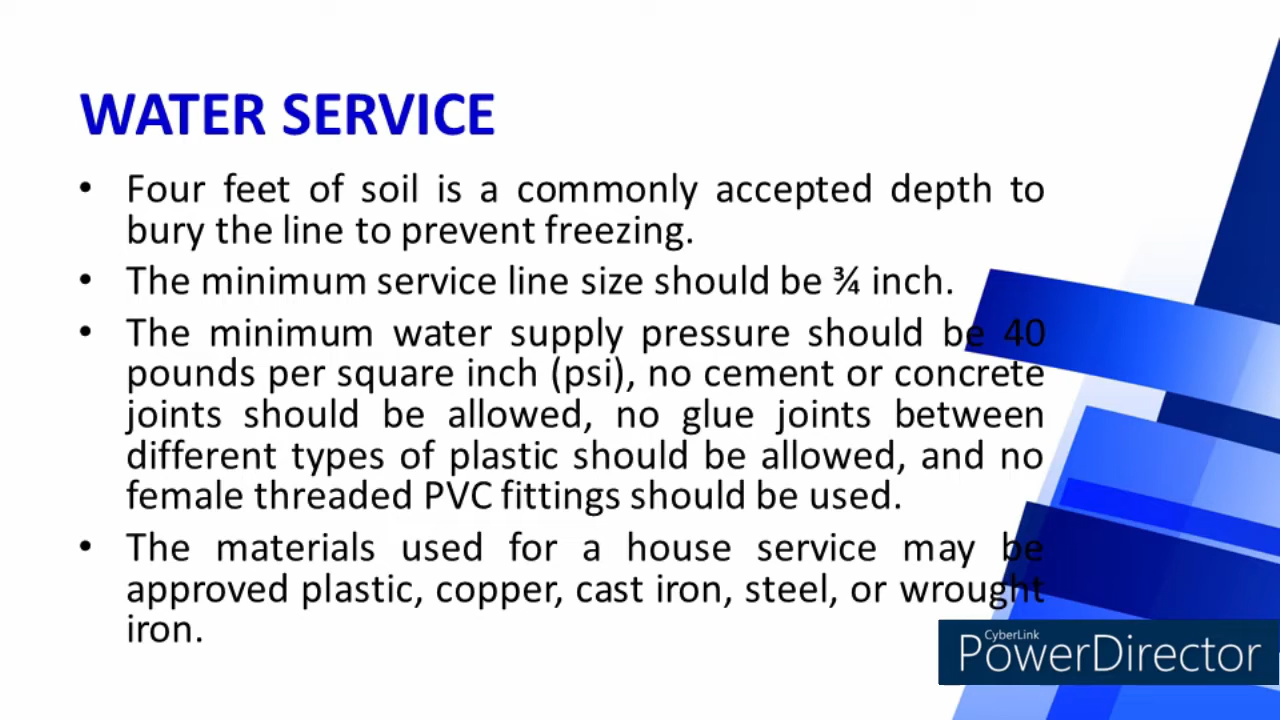 WATER SERVICE
• Four feet of soil is a commonly accepted depth to
bury the line to prevent freezing.
• The minimum service line size should be ¾ inch.
• The minimum water supply pressure should be 40
pounds per square inch (psi), no cement or concrete
joints should be allowed, no glue joints between
different types of plastic should be allowed, and no
female threaded PVC fittings should be used.
• The materials used for a house service may be
approved plastic, copper, cast iron, steel, or wrought
iron.
CyberLink
PowerDirector